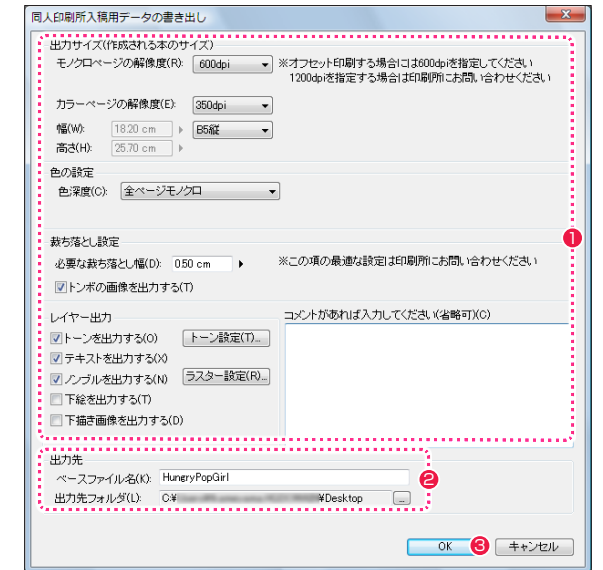 同人印刷所入稿用データの書き出し
出力サイズ(作成される本のサイズ)
モノクロページの解像度(R): 600dpi ※オフセット印刷する場合には600dpiを指定してください
1200dpiを指定する場合は印刷所にお問い合わせください
カラーページの解像度(E): 350dpi
幅(W): 18.20 cm B5縦
高さ(H): 25.70 cm
色の設定
色深度(C): 全ページモノクロ
1
裁ち落とし設定
必要な裁ち落とし幅(D): 0.50 cm ※この項の最適な設定は印刷所にお問い合わせください
トンボの画像を出力する(T)
レイヤー出力 コメントがあれば入力してください(省略可)(C)
トーンを出力する(O) トーン設定(T)...
テキストを出力する(X)
ノンブルを出力する(N) ラスター設定(R)...
下絵を出力する(T)
下描き画像を出力する(D)
出力先
ベースファイル名(K): HungryPopGirl 2
出力先フォルダ(L): C:¥ ¥Desktop ...
OK 3 キャンセル